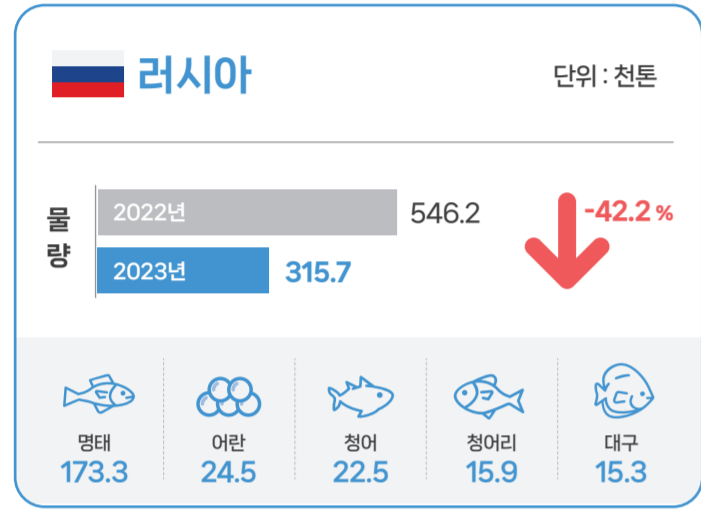 러시아
단위 : 천톤
물량
2022년
546.2
-42.2 %
2023년
315.7
명태
173.3
어란
24.5
청어
22.5
청어리
15.9
대구
15.3